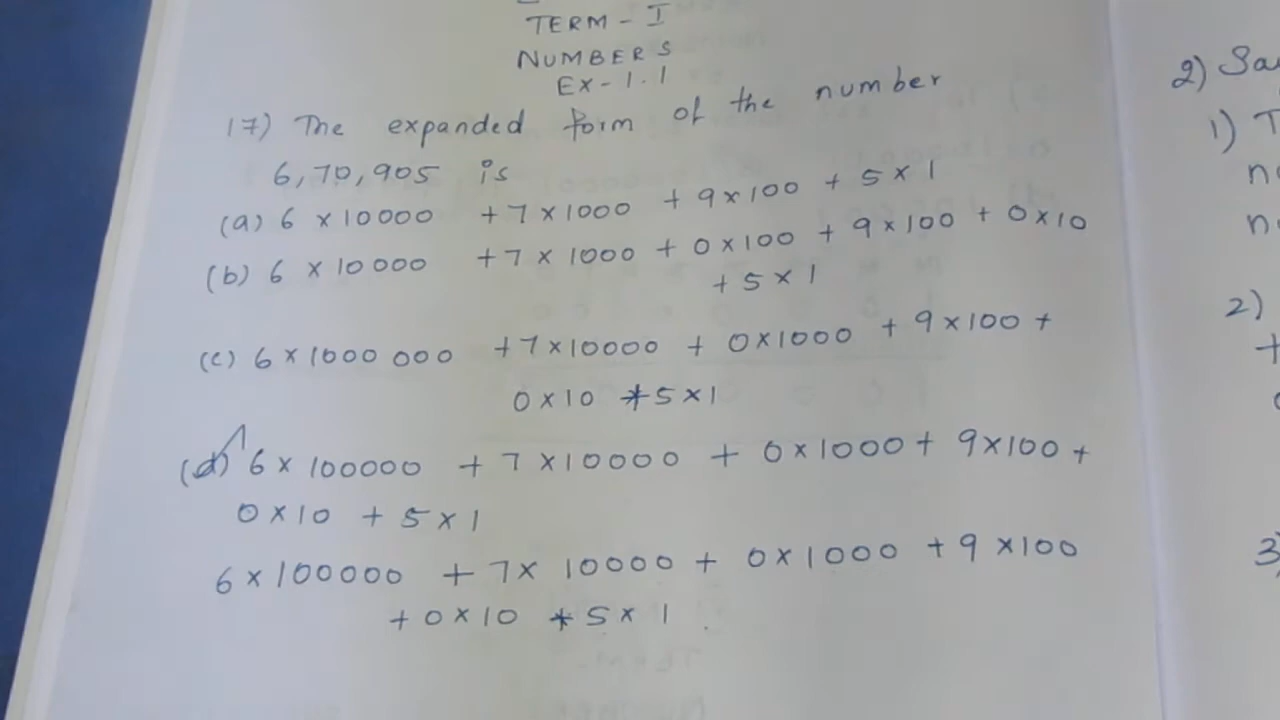 TERM - I
NUMBERS
EX - 1.1
17) The expanded form of the number
6,70,905 is
(a) 6 × 10000 + 7 × 1000 + 9 × 100 + 5 × 1
(b) 6 × 10000 + 7 × 1000 + 0 × 100 + 9 × 100 + 0 × 10
+ 5 × 1
(c) 6 × 1000 000 + 7 × 10000 + 0 × 1000 + 9 × 100 +
0 × 10 + 5 × 1
(d) 6 × 100000 + 7 × 10000 + 0 × 1000 + 9 × 100 +
0 × 10 + 5 × 1
6 × 100000 + 7 × 10000 + 0 × 1000 + 9 × 100
+ 0 × 10 + 5 × 1
2) Sa
1) T
n
n
2)
+
3)